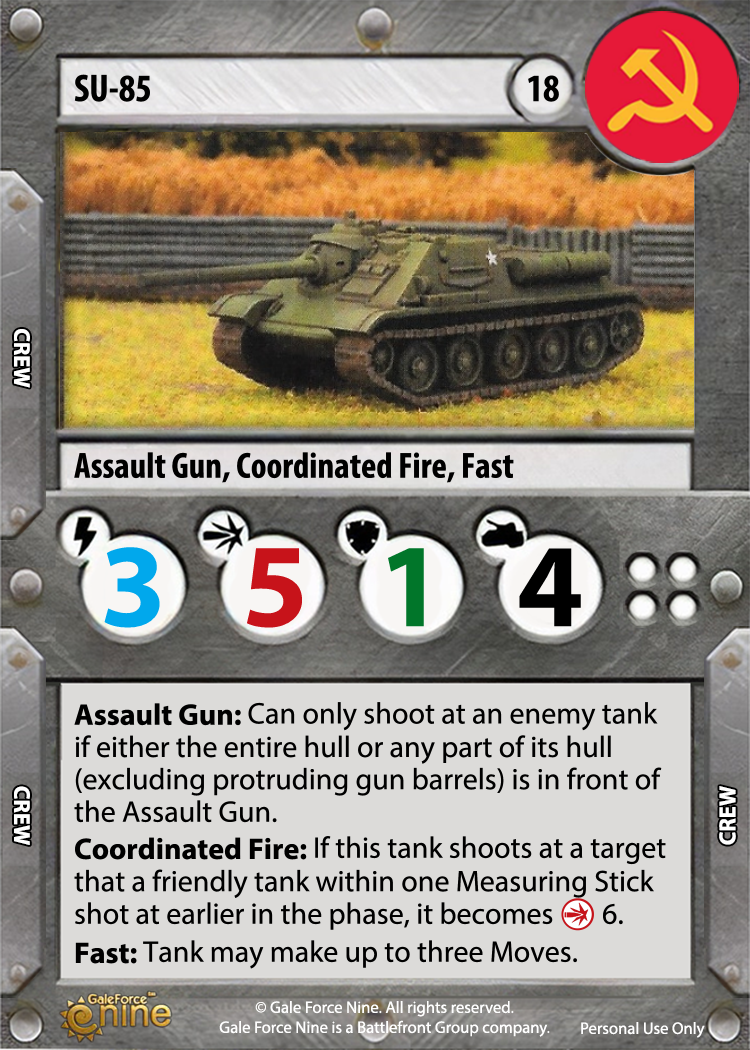 SU-85
18
CREW
Assault Gun, Coordinated Fire, Fast
3 5 1 4
Assault Gun: Can only shoot at an enemy tank
if either the entire hull or any part of its hull
(excluding protruding gun barrels) is in front of
the Assault Gun.
Coordinated Fire: If this tank shoots at a target
that a friendly tank within one Measuring Stick
shot at earlier in the phase, it becomes 6.
Fast: Tank may make up to three Moves.
CREW
CREW
GaleForce™
nine
© Gale Force Nine. All rights reserved.
Gale Force Nine is a Battlefront Group company.
Personal Use Only